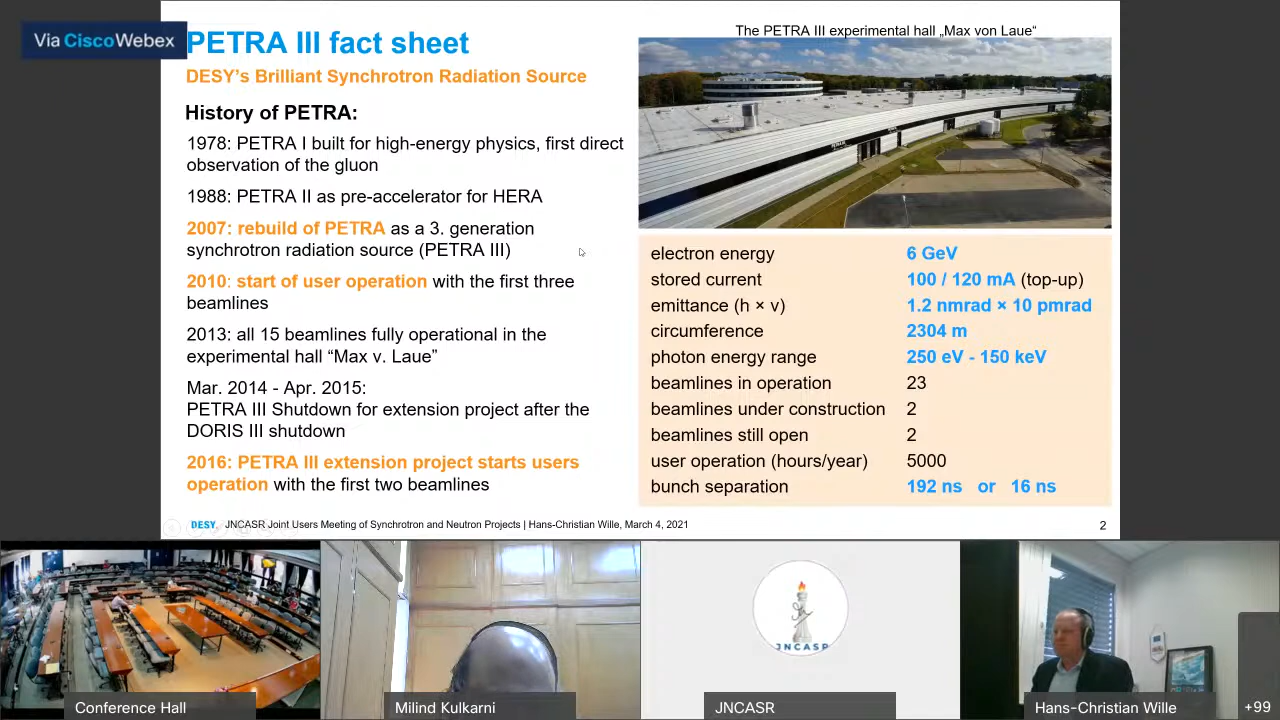 Via CiscoWebex
PETRA III fact sheet
DESY's Brilliant Synchrotron Radiation Source
History of PETRA:
1978: PETRA I built for high-energy physics, first direct
observation of the gluon
1988: PETRA II as pre-accelerator for HERA
2007: rebuild of PETRA as a 3. generation
synchrotron radiation source (PETRA III)
2010: start of user operation with the first three
beamlines
2013: all 15 beamlines fully operational in the
experimental hall “Max v. Laue”
Mar. 2014 - Apr. 2015:
PETRA III Shutdown for extension project after the
DORIS III shutdown
2016: PETRA III extension project starts users
operation with the first two beamlines
The PETRA III experimental hall „Max von Laue“
electron energy 6 GeV
stored current 100 / 120 mA (top-up)
emittance (h × v) 1.2 nmrad × 10 pmrad
circumference 2304 m
photon energy range 250 eV - 150 keV
beamlines in operation 23
beamlines under construction 2
beamlines still open 2
user operation (hours/year) 5000
bunch separation 192 ns or 16 ns
DESY. JNCASR Joint Users Meeting of Synchrotron and Neutron Projects | Hans-Christian Wille, March 4, 2021
2
JNCASR
Conference Hall
Milind Kulkarni
JNCASR
Hans-Christian Wille
+99